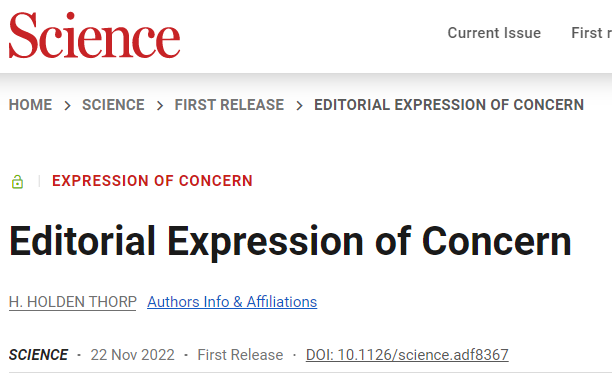 Science Current Issue First r
HOME > SCIENCE > FIRST RELEASE > EDITORIAL EXPRESSION OF CONCERN
| EXPRESSION OF CONCERN
Editorial Expression of Concern
H. HOLDEN THORP Authors Info & Affiliations
SCIENCE · 22 Nov 2022 · First Release · DOI: 10.1126/science.adf8367